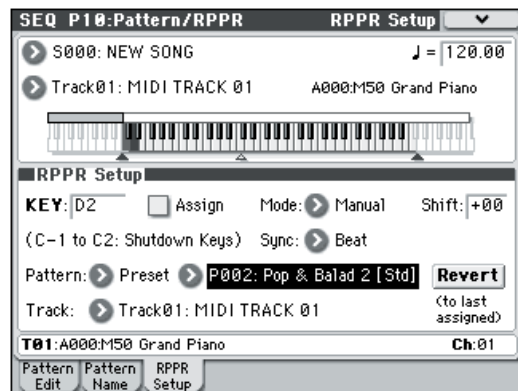 SEQ P10:Pattern/RPPR RPPR Setup
S000: NEW SONG ♩= 120.00
Track01: MIDI TRACK 01 A000:M50 Grand Piano
RPPR Setup
KEY: D2 Assign Mode: Manual Shift: +00
(C-1 to C2: Shutdown Keys) Sync: Beat
Pattern: Preset P002: Pop & Balad 2 [Std] Revert
Track: Track01: MIDI TRACK 01 (to last
assigned)
T01:A000:M50 Grand Piano Ch:01
Pattern Edit Pattern Name RPPR Setup